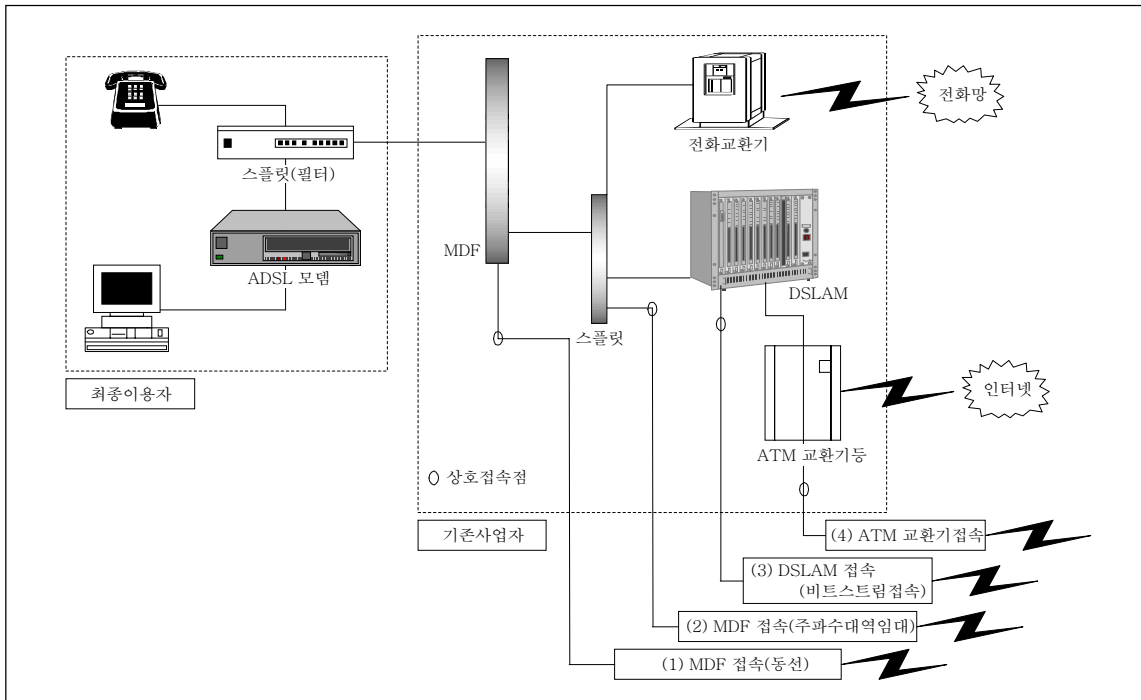 전화망
전화교환기
스플릿(필터)
MDF
ADSL 모뎀
DSLAM
스플릿
최종이용자
인터넷
ATM 교환기등
상호접속점
기존사업자
(4) ATM 교환기접속
(3) DSLAM 접속
(비트스트림접속)
(2) MDF 접속(주파수대역임대)
(1) MDF 접속(동선)